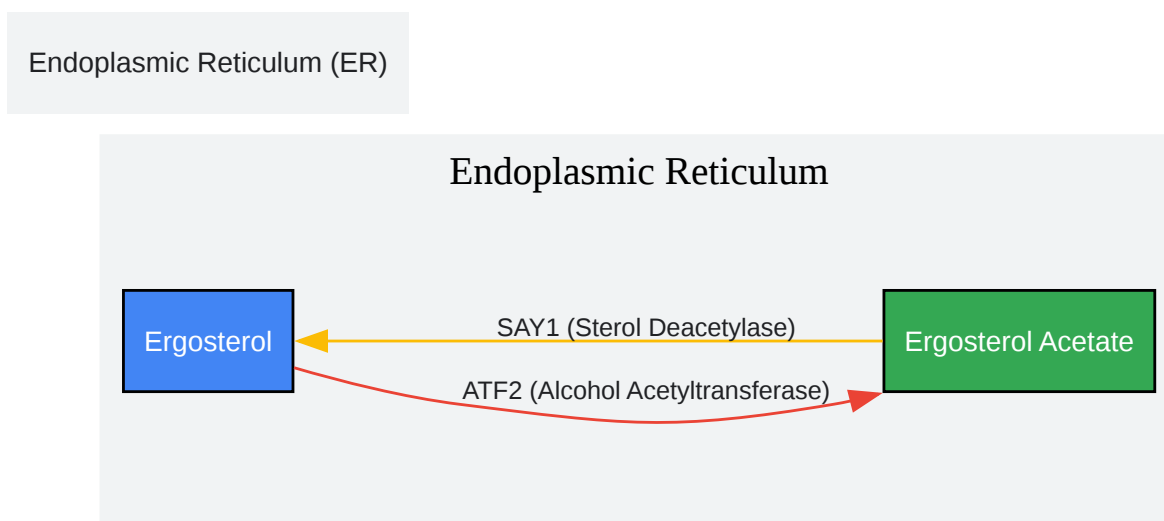 Endoplasmic Reticulum (ER)
Endoplasmic Reticulum
SAY1 (Sterol Deacetylase)
Ergosterol
Ergosterol Acetate
ATF2 (Alcohol Acetyltransferase)